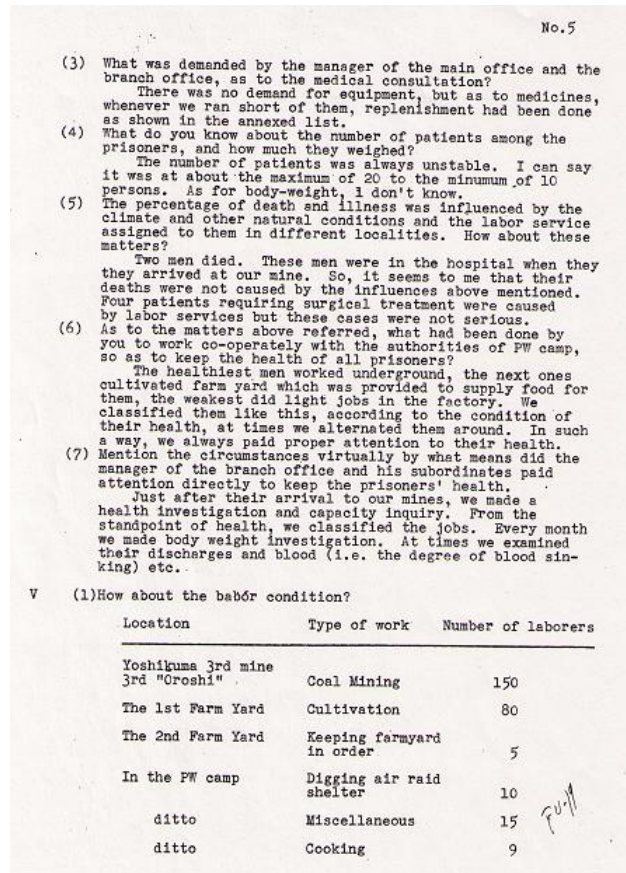 No.5
(3) What was demanded by the manager of the main office and the
branch office, as to the medical consultation?
There was no demand for equipment, but as to medicines,
whenever we ran short of them, replenishment had been done
as shown in the annexed list.
(4) What do you know about the number of patients among the
prisoners, and how much they weighed?
The number of patients was always unstable. I can say
it was at about the maximum of 20 to the minumum of 10
persons. As for body-weight, I don't know.
(5) The percentage of death and illness was influenced by the
climate and other natural conditions and the labor service
assigned to them in different localities. How about these
matters?
Two men died. These men were in the hospital when they
they arrived at our mine. So, it seems to me that their
deaths were not caused by the influences above mentioned.
Four patients requiring surgical treatment were caused
by labor services but these cases were not serious.
(6) As to the matters above referred, what had been done by
you to work co-operately with the authorities of PW camp,
so as to keep the health of all prisoners?
The healthiest men worked underground, the next ones
cultivated farm yard which was provided to supply food for
them, the weakest did light jobs in the factory. We
classified them like this, according to the condition of
their health, at times we alternated them around. In such
a way, we always paid proper attention to their health.
(7) Mention the circumstances virtually by what means did the
manager of the branch office and his subordinates paid
attention directly to keep the prisoners' health.
Just after their arrival to our mines, we made a
health investigation and capacity inquiry. From the
standpoint of health, we classified the jobs. Every month
we made body weight investigation. At times we examined
their discharges and blood (i.e. the degree of blood sin-
king) etc.
V (1)How about the babór condition?
Location Type of work Number of laborers
Yoshikuma 3rd mine
3rd "Oroshi" Coal Mining 150
The 1st Farm Yard Cultivation 80
The 2nd Farm Yard Keeping farmyard
in order 5
In the PW camp Digging air raid
shelter 10
ditto Miscellaneous 15
ditto Cooking 9
FU-19